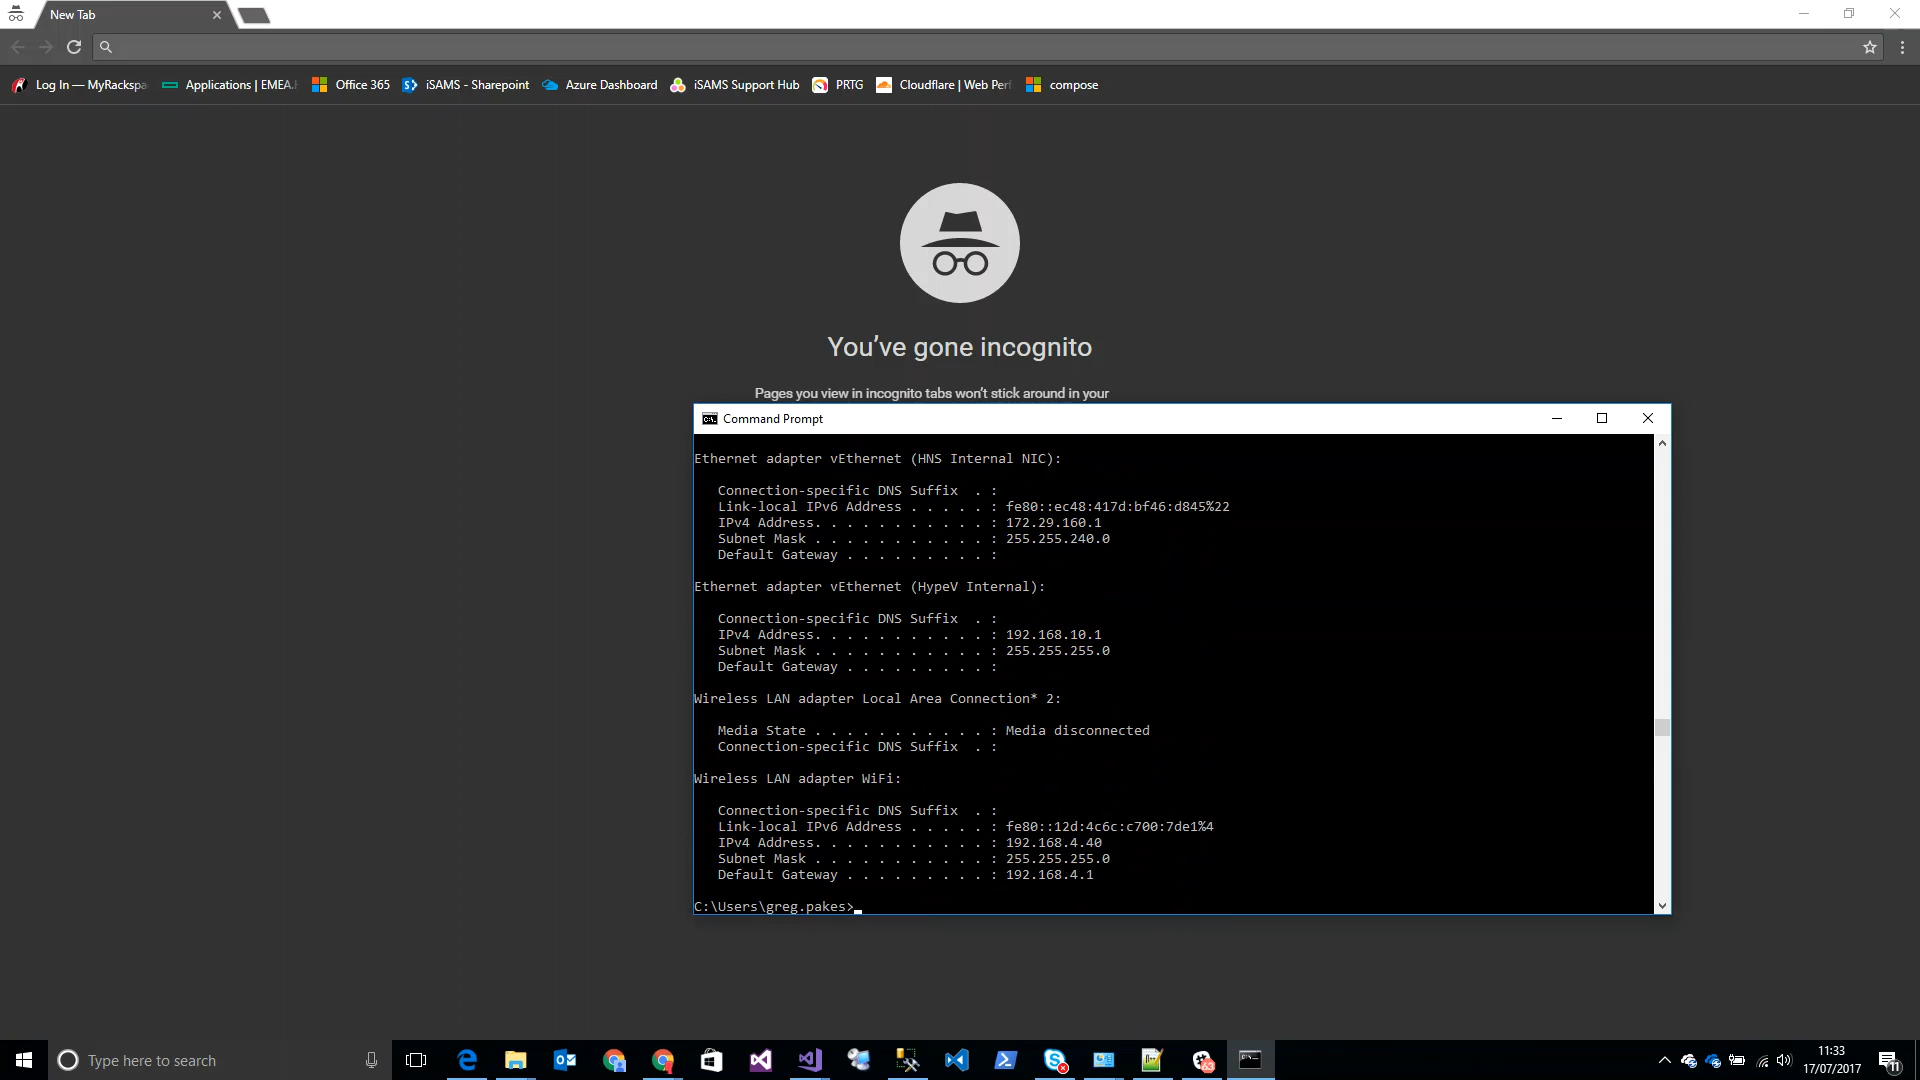 New Tab
Log In — MyRackspa
Applications | EMEA.
Office 365
iSAMS - Sharepoint
Azure Dashboard
iSAMS Support Hub
PRTG
Cloudflare | Web Perf
compose
You’ve gone incognito
Pages you view in incognito tabs won’t stick around in your
Command Prompt
Ethernet adapter vEthernet (HNS Internal NIC):
Connection-specific DNS Suffix  . :
Link-local IPv6 Address . . . . . : fe80::ec48:417d:bf46:d845%22
IPv4 Address. . . . . . . . . . . : 172.29.160.1
Subnet Mask . . . . . . . . . . . : 255.255.240.0
Default Gateway . . . . . . . . . :
Ethernet adapter vEthernet (HypeV Internal):
Connection-specific DNS Suffix  . :
IPv4 Address. . . . . . . . . . . : 192.168.10.1
Subnet Mask . . . . . . . . . . . : 255.255.255.0
Default Gateway . . . . . . . . . :
Wireless LAN adapter Local Area Connection* 2:
Media State . . . . . . . . . . . : Media disconnected
Connection-specific DNS Suffix  . :
Wireless LAN adapter WiFi:
Connection-specific DNS Suffix  . :
Link-local IPv6 Address . . . . . : fe80::12d:4c6c:c700:7de1%4
IPv4 Address. . . . . . . . . . . : 192.168.4.40
Subnet Mask . . . . . . . . . . . : 255.255.255.0
Default Gateway . . . . . . . . . : 192.168.4.1
C:\Users\greg.pakes>
Type here to search
63
11:33
17/07/2017
11